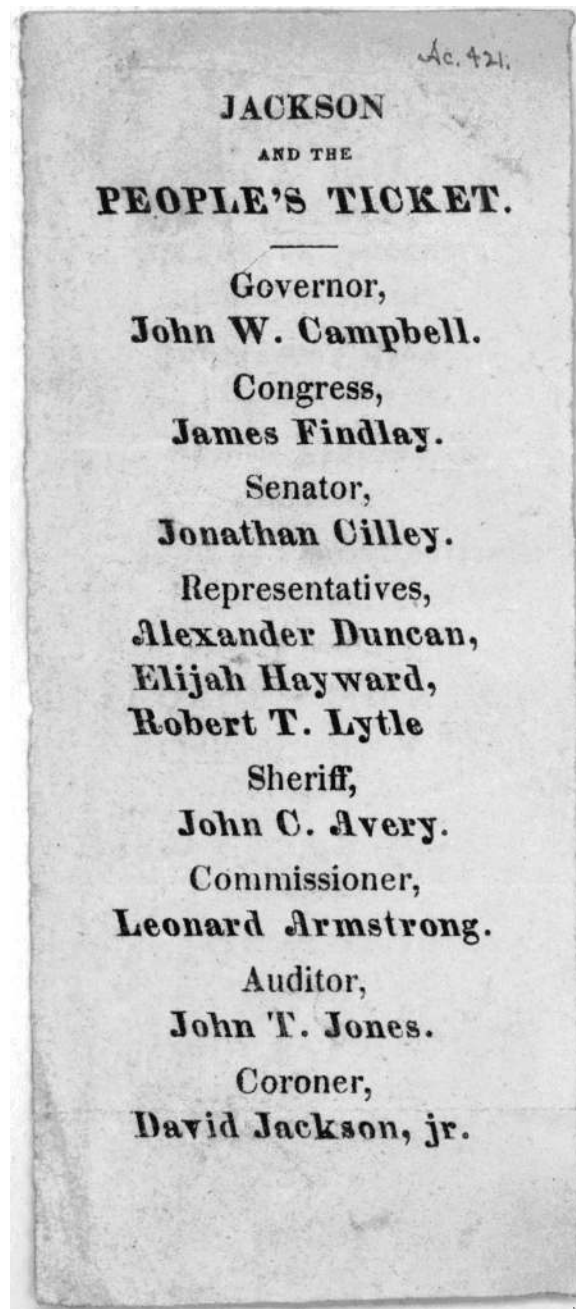 Ac. 421.
JACKSON
AND THE
PEOPLE'S TICKET.
Governor,
John W. Campbell.
Congress,
James Findlay.
Senator,
Jonathan Cilley.
Representatives,
Alexander Duncan,
Elijah Hayward,
Robert T. Lytle
Sheriff,
John C. Avery.
Commissioner,
Leonard Armstrong.
Auditor,
John T. Jones.
Coroner,
David Jackson, jr.